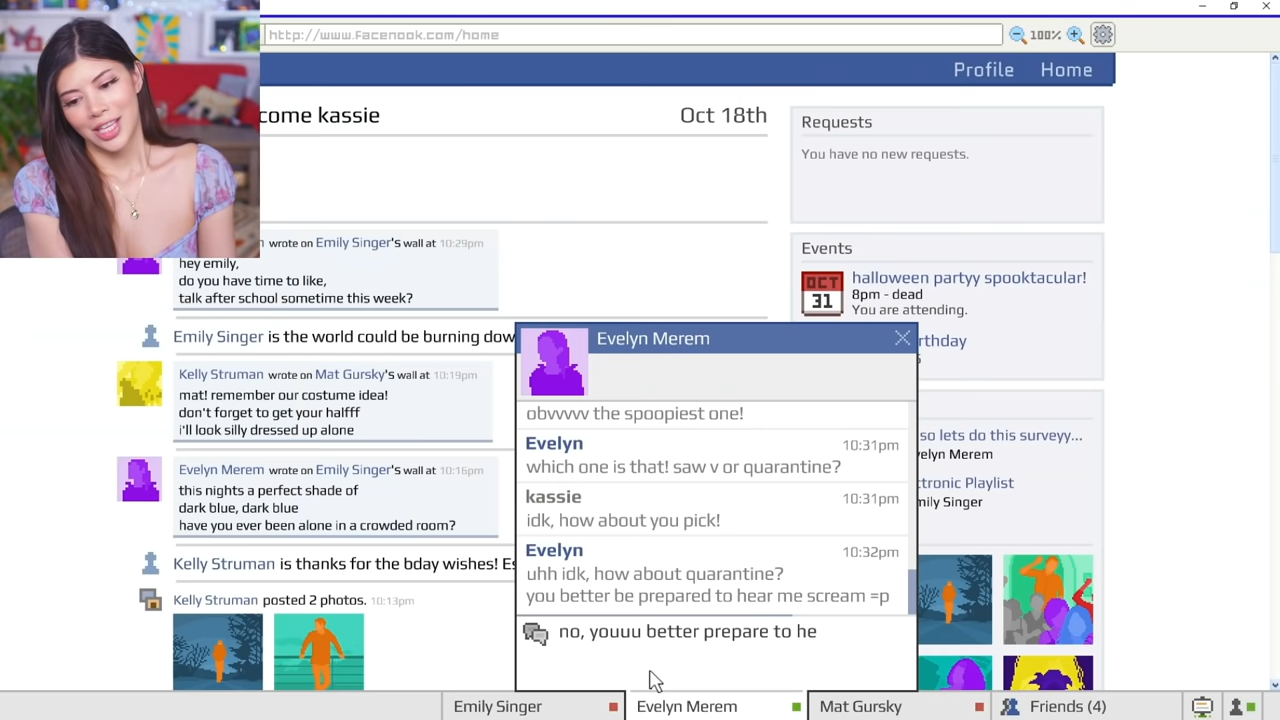 http://www.facenook.com/home
100%
Profile
Home
come kassie
Oct 18th
wrote on Emily Singer's wall at 10:29pm
hey emily,
do you have time to like,
talk after school sometime this week?
Emily Singer is the world could be burning dow
Kelly Struman wrote on Mat Gursky's wall at 10:19pm
mat! remember our costume idea!
don't forget to get your halfff
i'll look silly dressed up alone
Evelyn Merem wrote on Emily Singer's wall at 10:16pm
this nights a perfect shade of
dark blue, dark blue
have you ever been alone in a crowded room?
Kelly Struman is thanks for the bday wishes! Es
Kelly Struman posted 2 photos. 10:13pm
Requests
You have no new requests.
Events
OCT
31
halloween partyy spooktacular!
8pm - dead
You are attending.
rthday
so lets do this surveyy...
velyn Merem
ctronic Playlist
mily Singer
Evelyn Merem
obvvvvv the spoopiest one!
Evelyn 10:31pm
which one is that! saw v or quarantine?
kassie 10:31pm
idk, how about you pick!
Evelyn 10:32pm
uhh idk, how about quarantine?
you better be prepared to hear me scream =p
no, youuu better prepare to he
Emily Singer
Evelyn Merem
Mat Gursky
Friends (4)